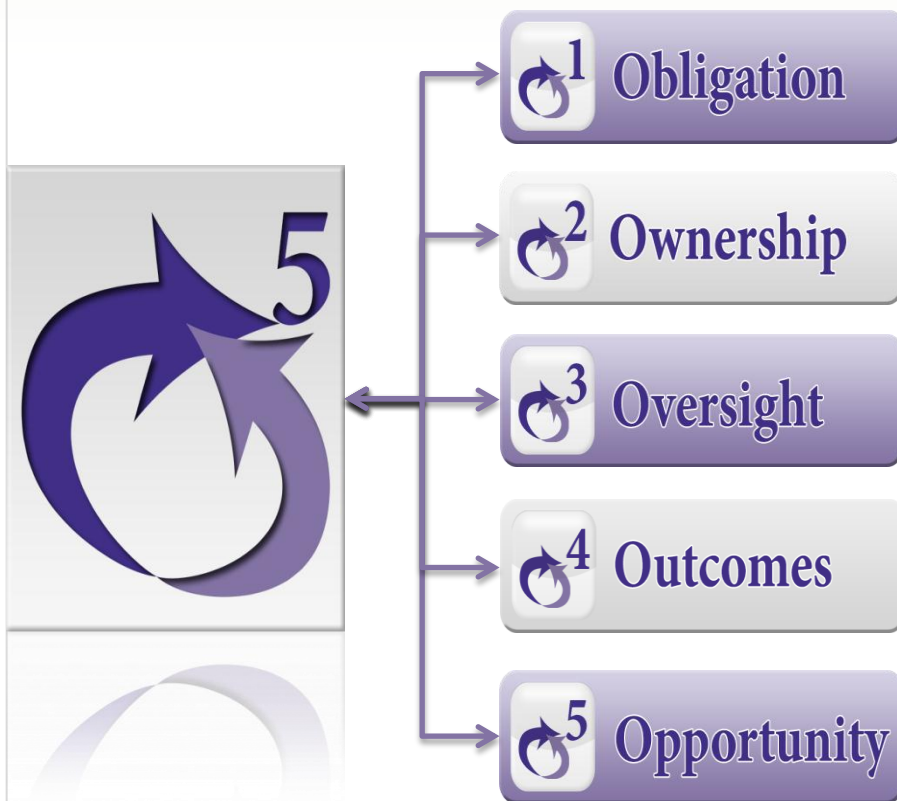 5
1 Obligation
2 Ownership
3 Oversight
4 Outcomes
5 Opportunity